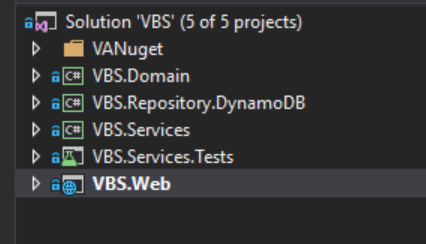 Solution 'VBS' (5 of 5 projects)
VANuget
C# VBS.Domain
C# VBS.Repository.DynamoDB
C# VBS.Services
VBS.Services.Tests
VBS.Web